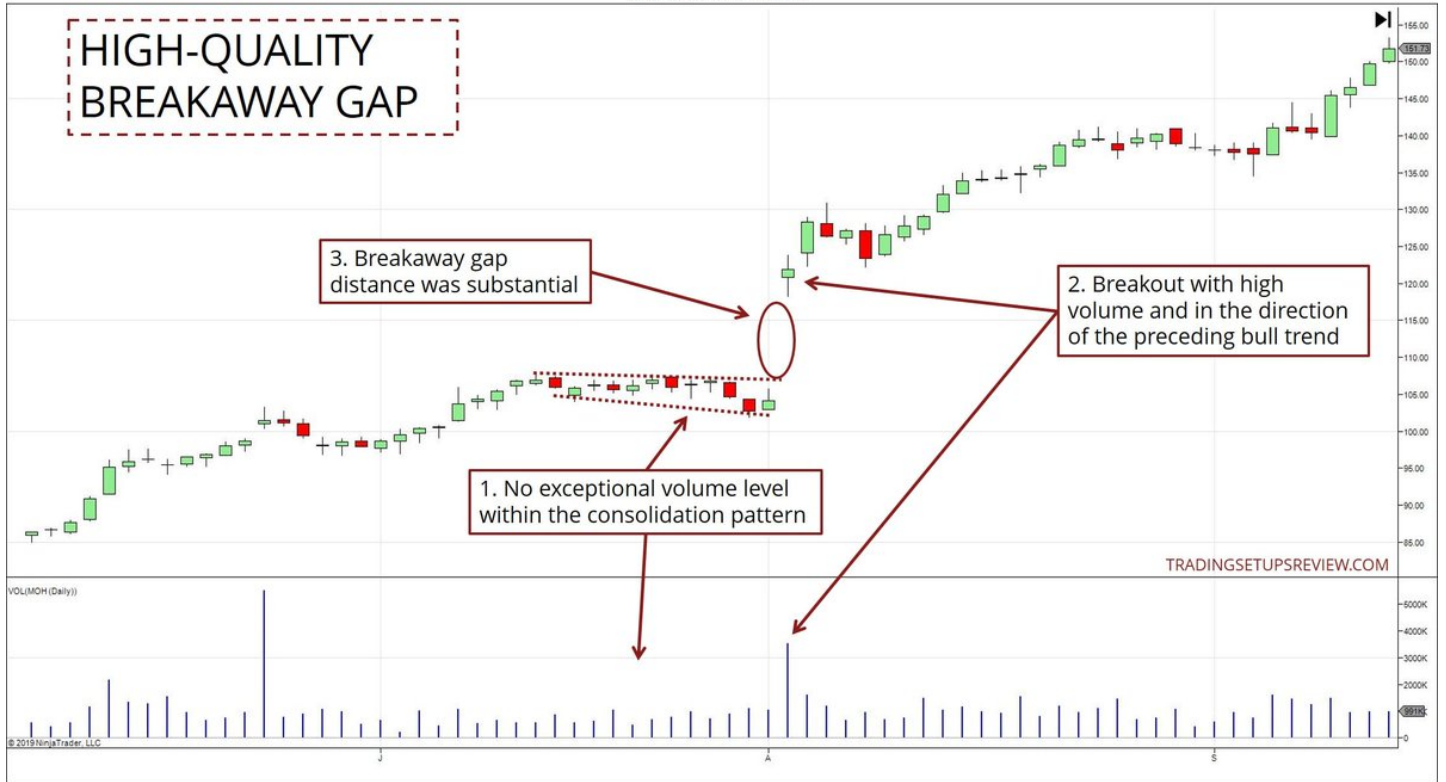 HIGH-QUALITY
BREAKAWAY GAP
155.00
151.73
150.00
145.00
140.00
135.00
130.00
125.00
120.00
115.00
110.00
105.00
100.00
95.00
90.00
85.00
3. Breakaway gap
distance was substantial
2. Breakout with high
volume and in the direction
of the preceding bull trend
1. No exceptional volume level
within the consolidation pattern
TRADINGSETUPSREVIEW.COM
VOL(MOH (Daily))
5000K
4000K
3000K
2000K
991K
0
© 2019 NinjaTrader, LLC
J
A
S